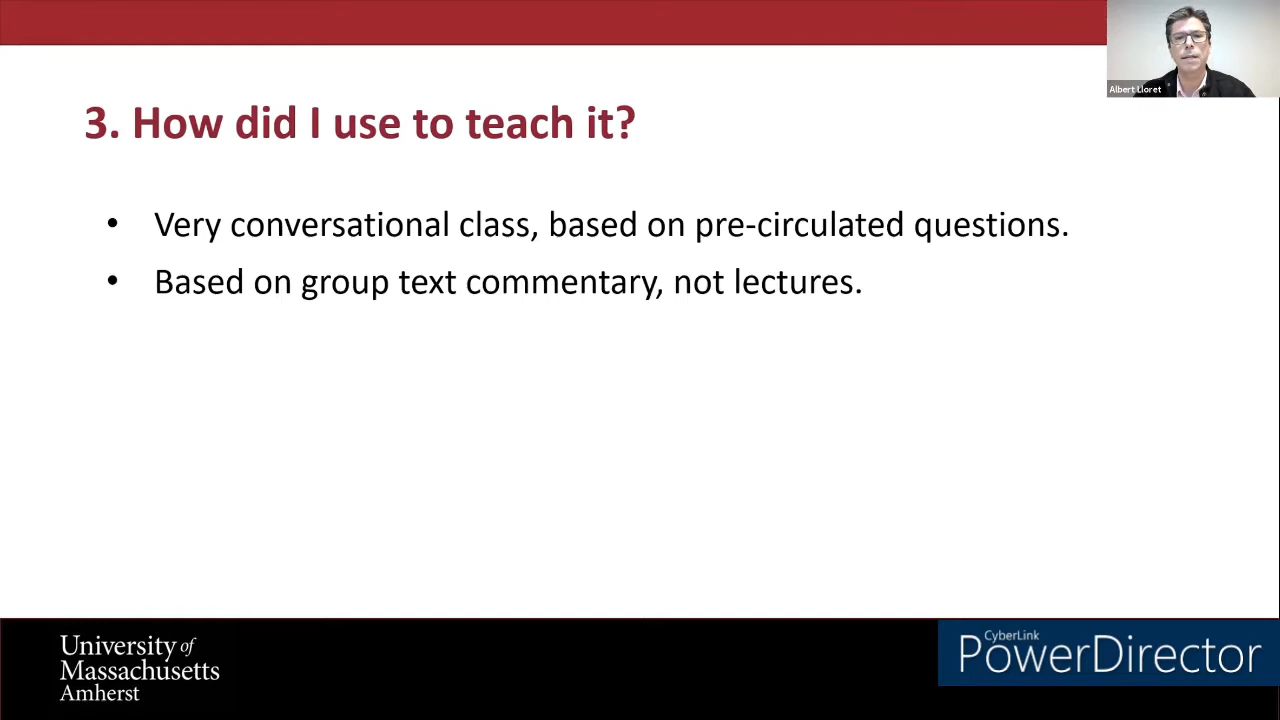 Albert Lloret
3. How did I use to teach it?
• Very conversational class, based on pre-circulated questions.
• Based on group text commentary, not lectures.
University of
Massachusetts
Amherst
CyberLink
PowerDirector